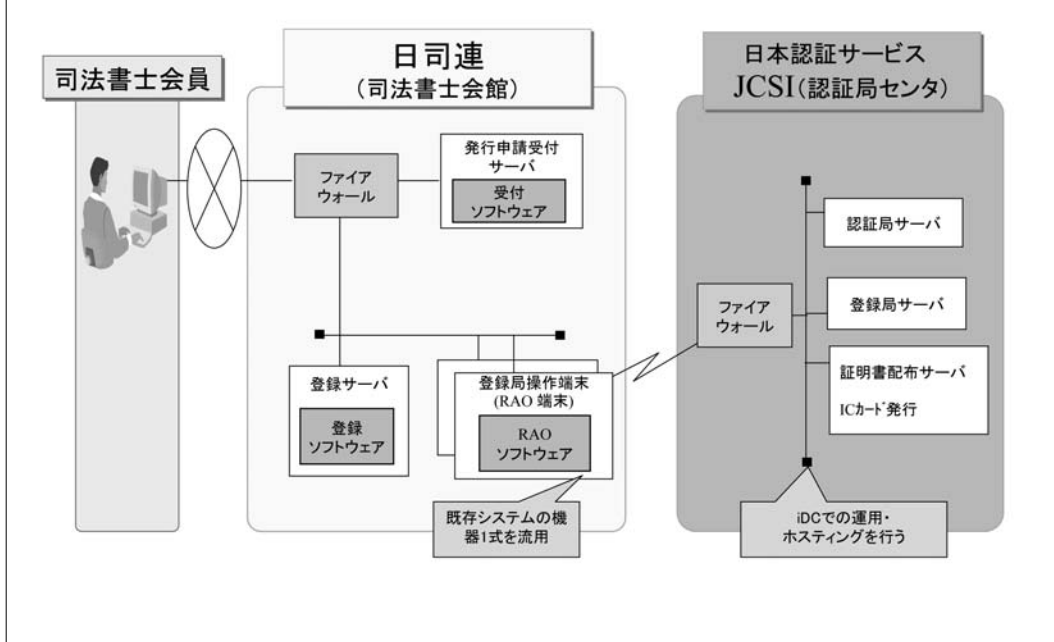 司法書士会員
日司連
(司法書士会館)
日本認証サービス
JCSI(認証局センタ)
ファイア
ウォール
発行申請受付
サーバ
受付
ソフトウェア
登録サーバ
登録
ソフトウェア
登録局操作端末
(RAO 端末)
RAO
ソフトウェア
既存システムの機
器1式を流用
ファイア
ウォール
認証局サーバ
登録局サーバ
証明書配布サーバ
ICカード発行
iDCでの運用・
ホスティングを行う